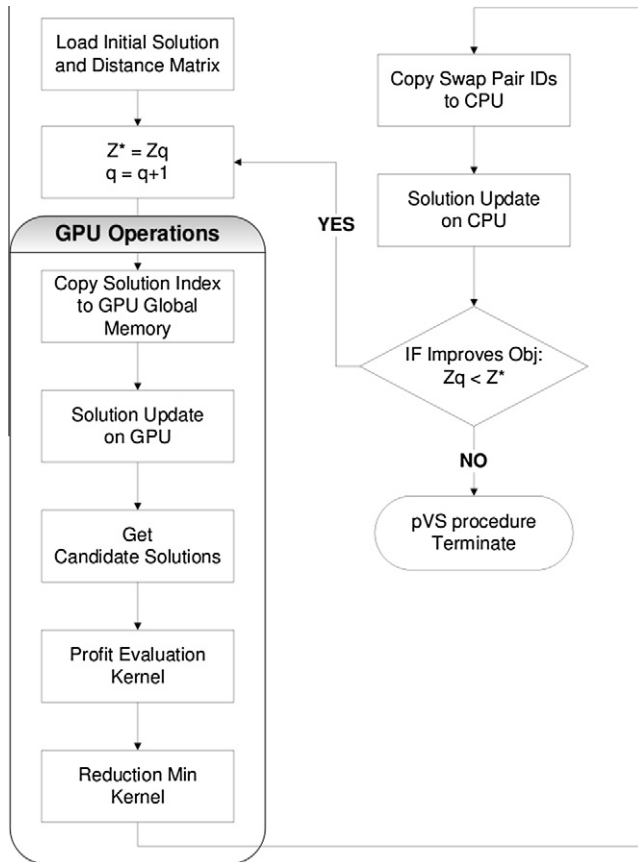 Load Initial Solution
and Distance Matrix
Z* = Zq
q = q+1
GPU Operations
Copy Solution Index
to GPU Global
Memory
Solution Update
on GPU
Get
Candidate Solutions
Profit Evaluation
Kernel
Reduction Min
Kernel
Copy Swap Pair IDs
to CPU
Solution Update
on CPU
YES
IF Improves Obj:
Zq < Z*
NO
pVS procedure
Terminate